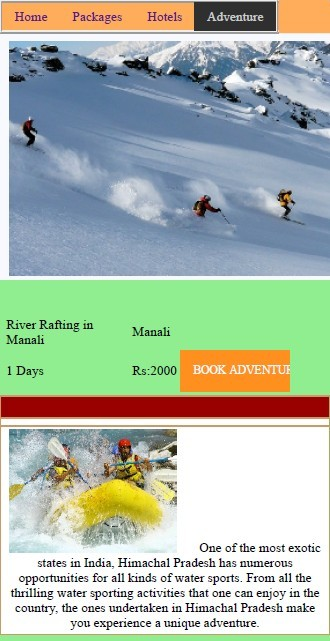 Home Packages Hotels Adventure
River Rafting in
Manali
Manali
1 Days Rs:2000 BOOK ADVENTUE
One of the most exotic
states in India, Himachal Pradesh has numerous
opportunities for all kinds of water sports. From all the
thrilling water sporting activities that one can enjoy in the
country, the ones undertaken in Himachal Pradesh make
you experience a unique adventure.